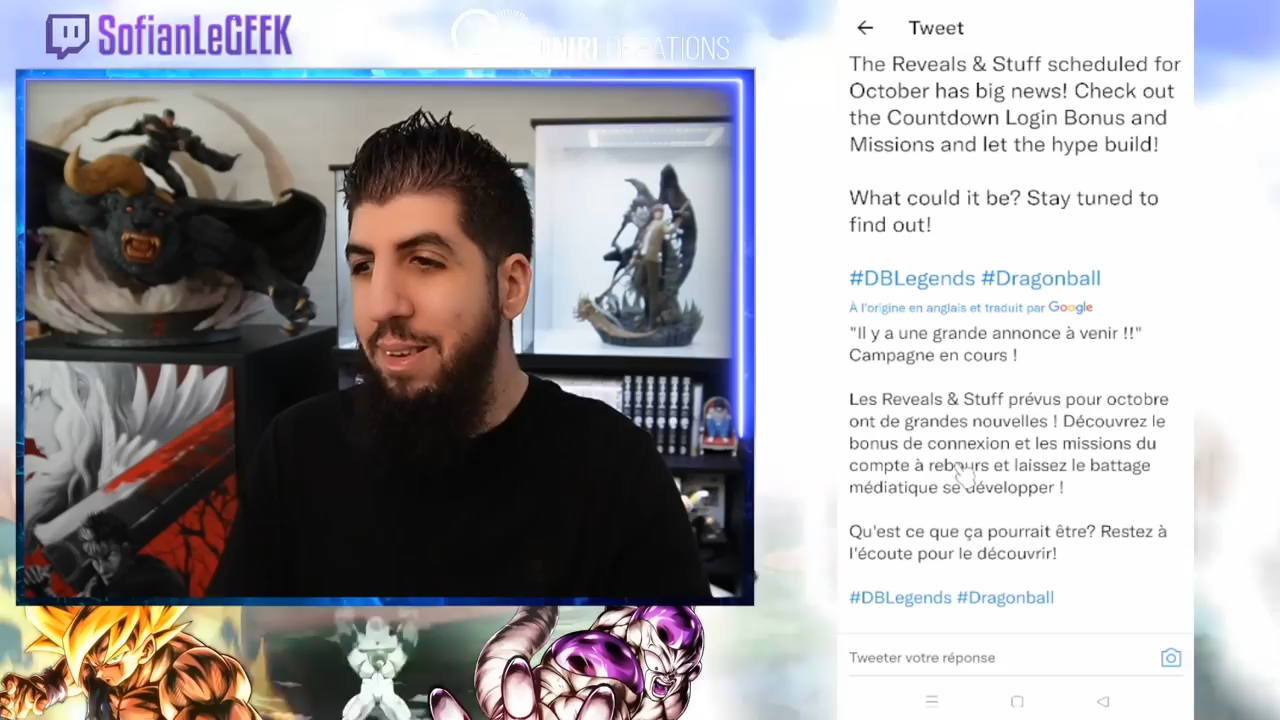 SofianLeGEEK
Tweet
The Reveals & Stuff scheduled for
October has big news! Check out
the Countdown Login Bonus and
Missions and let the hype build!
What could it be? Stay tuned to
find out!
#DBLegends #Dragonball
À l'origine en anglais et traduit par Google
"Il y a une grande annonce à venir !!"
Campagne en cours !
Les Reveals & Stuff prévus pour octobre
ont de grandes nouvelles ! Découvrez le
bonus de connexion et les missions du
compte à rebours et laissez le battage
médiatique se développer !
Qu'est ce que ça pourrait être? Restez à
l'écoute pour le découvrir!
#DBLegends #Dragonball
Tweeter votre réponse